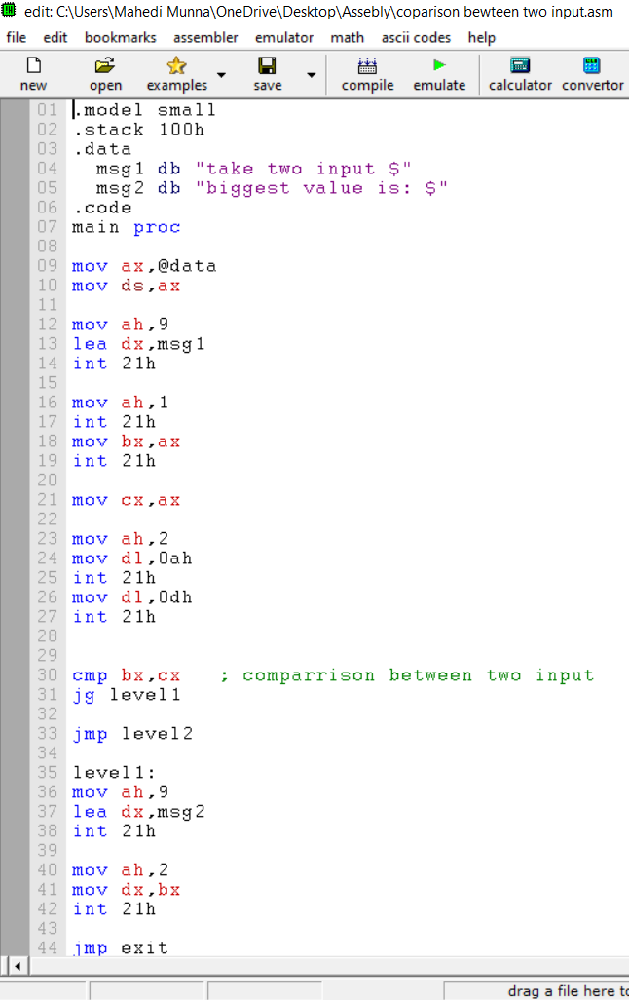 edit: C:\Users\Mahedi Munna\OneDrive\Desktop\Assebly\coparison bewteen two input.asm
file edit bookmarks assembler emulator math ascii codes help
new open examples save compile emulate calculator convertor
01 .model small
02 .stack 100h
03 .data
04 msg1 db "take two input $"
05 msg2 db "biggest value is: $"
06 .code
07 main proc
08
09 mov ax,@data
10 mov ds,ax
11
12 mov ah,9
13 lea dx,msg1
14 int 21h
15
16 mov ah,1
17 int 21h
18 mov bx,ax
19 int 21h
20
21 mov cx,ax
22
23 mov ah,2
24 mov dl,0ah
25 int 21h
26 mov dl,0dh
27 int 21h
28
29
30 cmp bx,cx ; comparrison between two input
31 jg level1
32
33 jmp level2
34
35 level1:
36 mov ah,9
37 lea dx,msg2
38 int 21h
39
40 mov ah,2
41 mov dx,bx
42 int 21h
43
44 jmp exit
drag a file here to